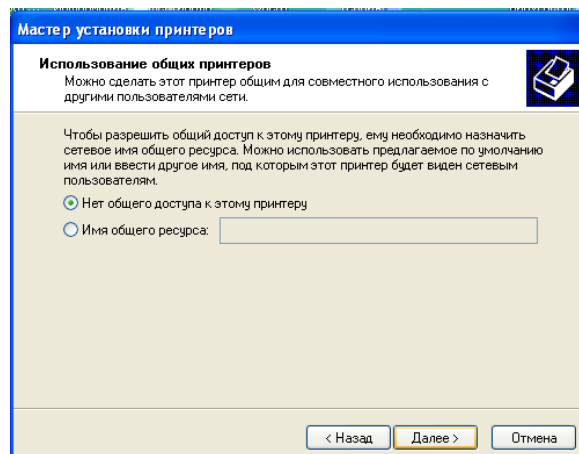 Мастер установки принтеров
Использование общих принтеров
Можно сделать этот принтер общим для совместного использования с
другими пользователями сети.
Чтобы разрешить общий доступ к этому принтеру, ему необходимо назначить
сетевое имя общего ресурса. Можно использовать предлагаемое по умолчанию
имя или ввести другое имя, под которым этот принтер будет виден сетевым
пользователям.
Нет общего доступа к этому принтеру
Имя общего ресурса:
< Назад Далее > Отмена